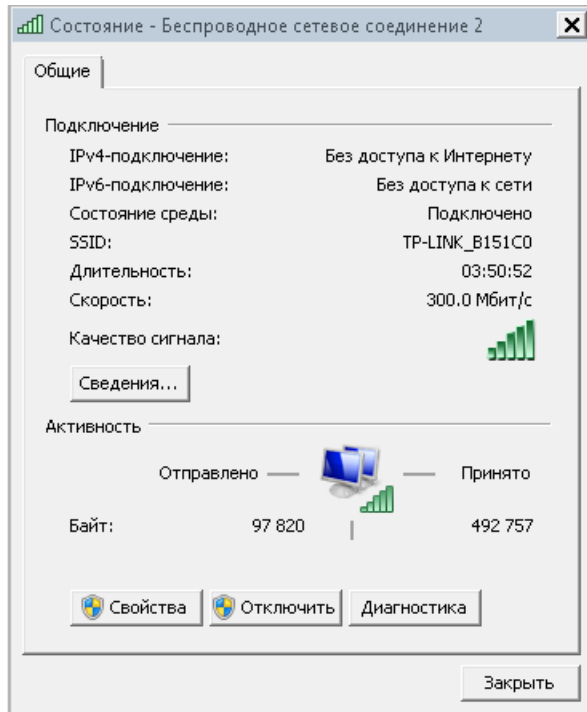 Состояние - Беспроводное сетевое соединение 2
Общие
Подключение
IPv4-подключение: Без доступа к Интернету
IPv6-подключение: Без доступа к сети
Состояние среды: Подключено
SSID: TP-LINK_B151C0
Длительность: 03:50:52
Скорость: 300.0 Мбит/с
Качество сигнала:
Сведения...
Активность
Отправлено Принято
Байт: 97 820 492 757
Свойства Отключить Диагностика
Закрыть